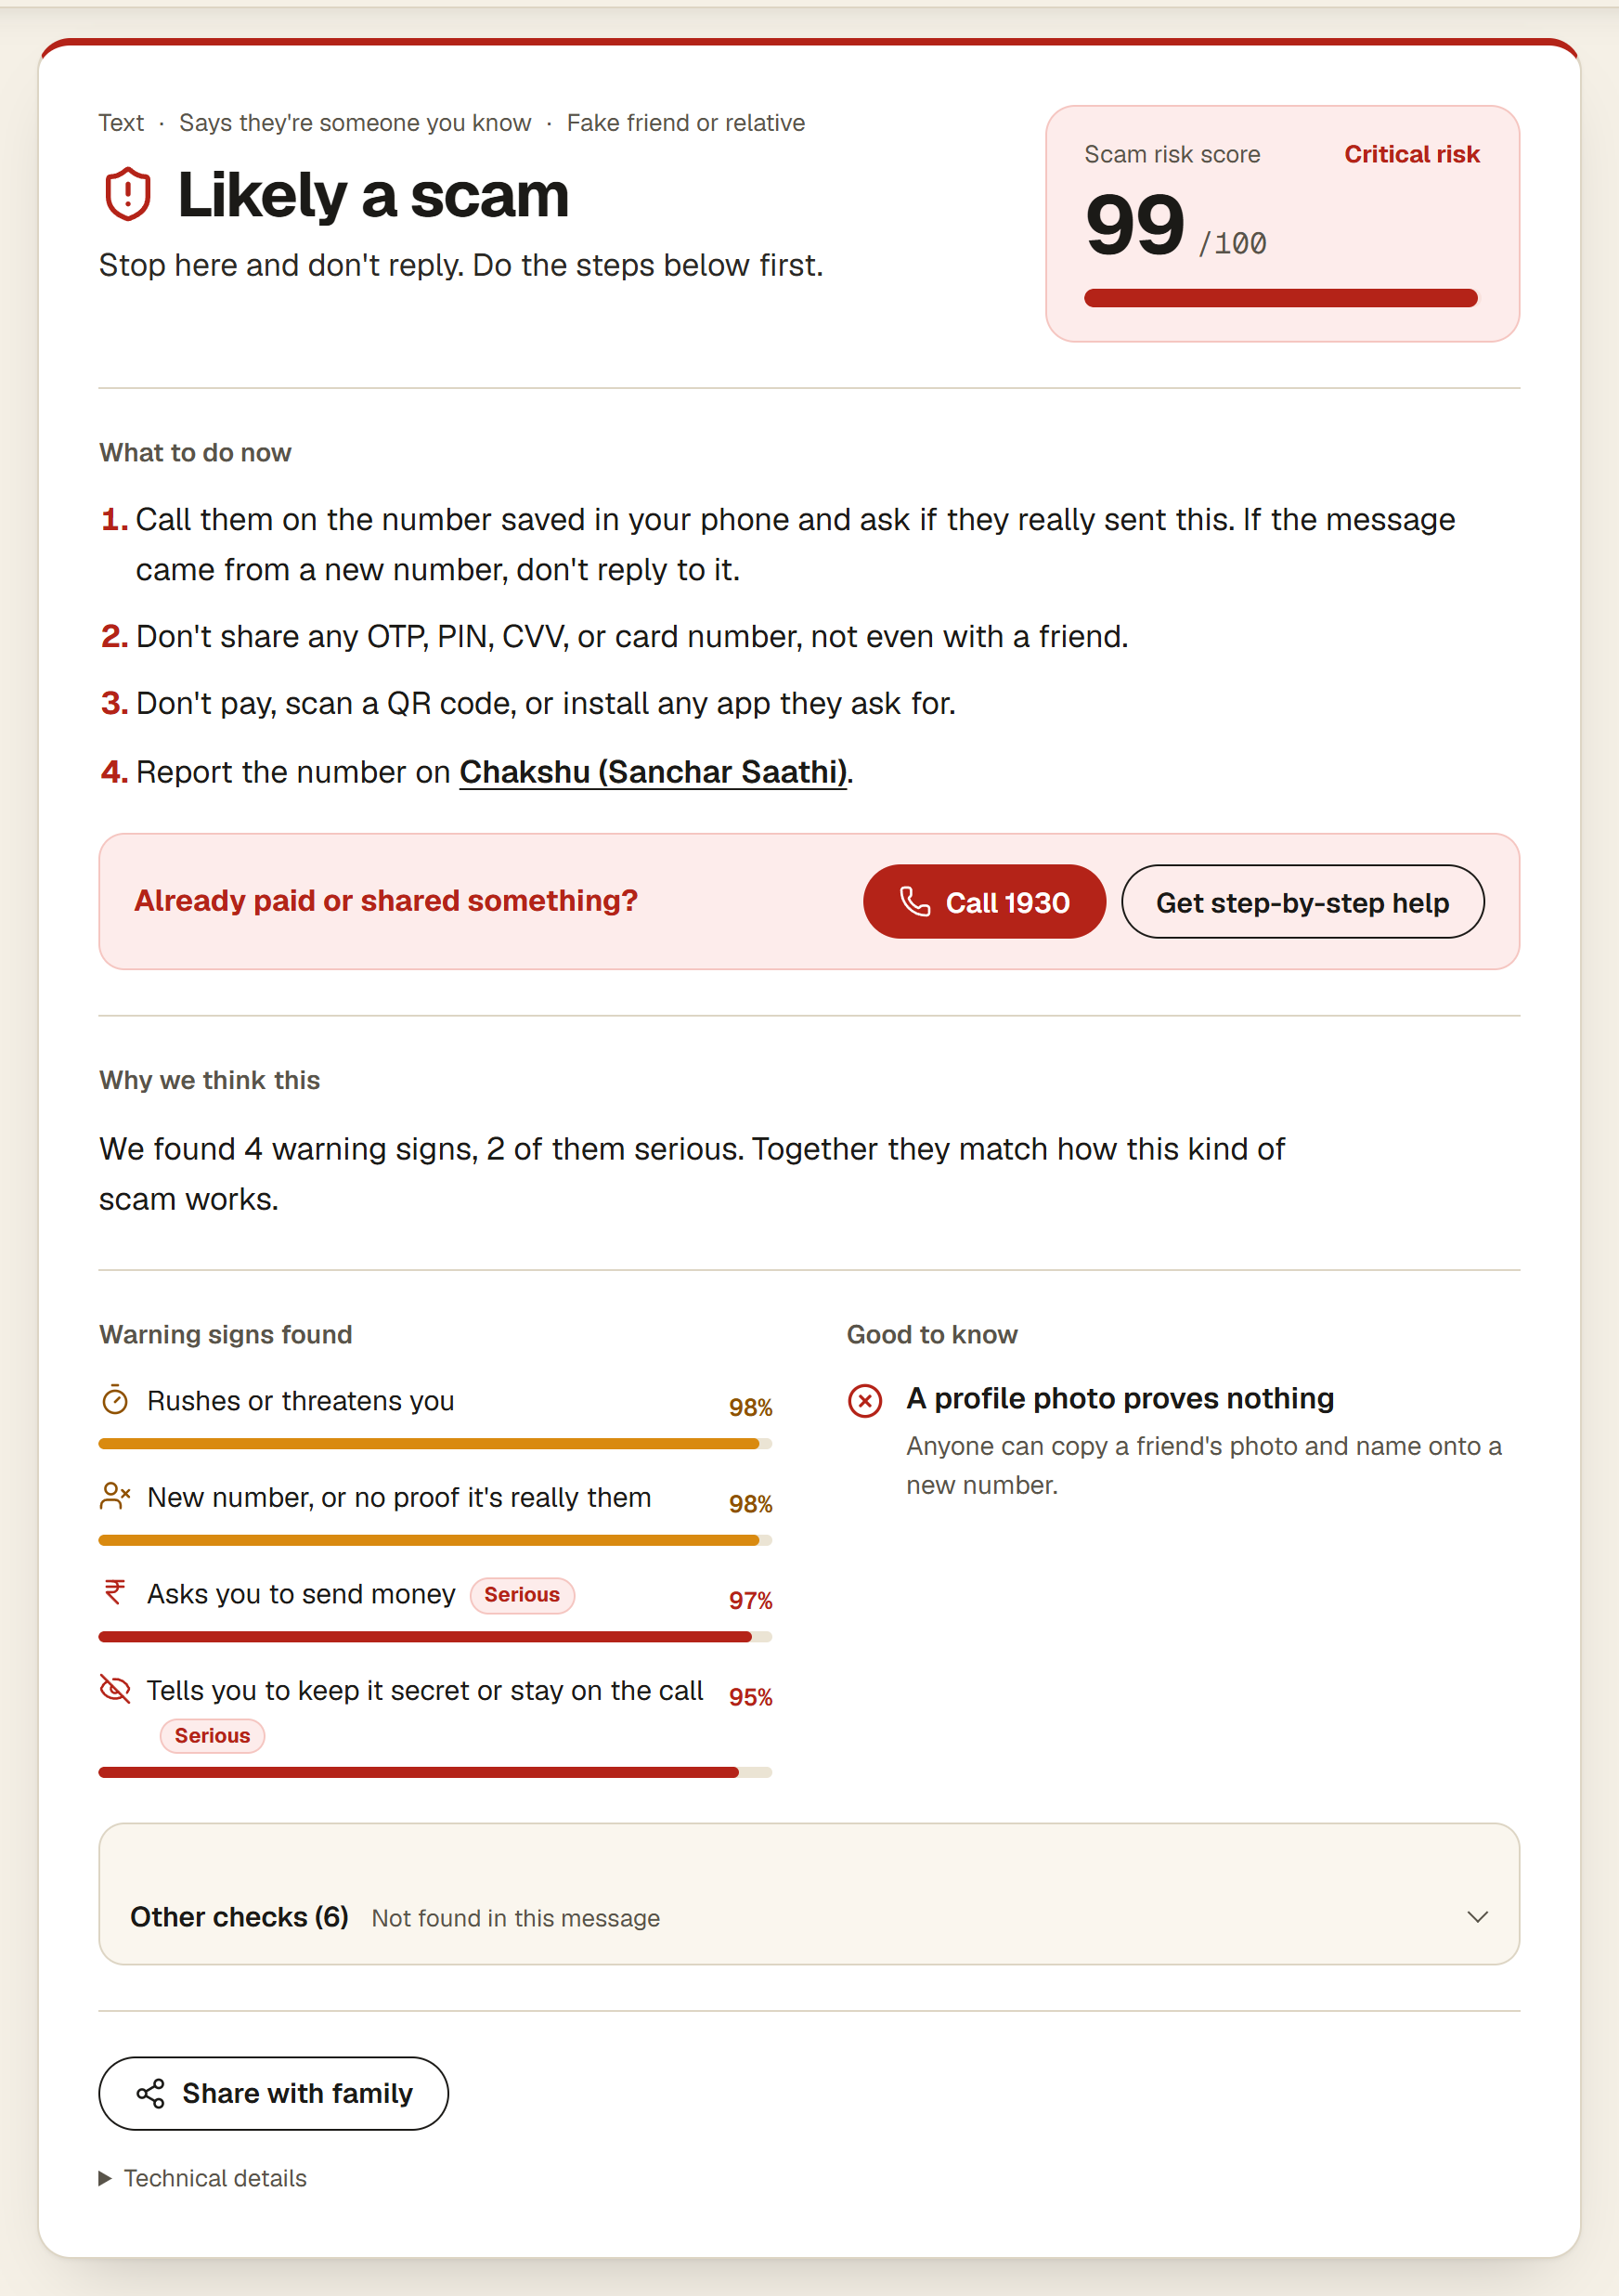 Text · Says they're someone you know · Fake friend or relative
Likely a scam
Stop here and don't reply. Do the steps below first.
Scam risk score
Critical risk
99 /100
What to do now
1. Call them on the number saved in your phone and ask if they really sent this. If the message
came from a new number, don't reply to it.
2. Don't share any OTP, PIN, CVV, or card number, not even with a friend.
3. Don't pay, scan a QR code, or install any app they ask for.
4. Report the number on Chakshu (Sanchar Saathi).
Already paid or shared something?
Call 1930
Get step-by-step help
Why we think this
We found 4 warning signs, 2 of them serious. Together they match how this kind of
scam works.
Warning signs found
Rushes or threatens you 98%
New number, or no proof it's really them 98%
Asks you to send money Serious 97%
Tells you to keep it secret or stay on the call 95%
Serious
Good to know
A profile photo proves nothing
Anyone can copy a friend's photo and name onto a
new number.
Other checks (6) Not found in this message
Share with family
Technical details